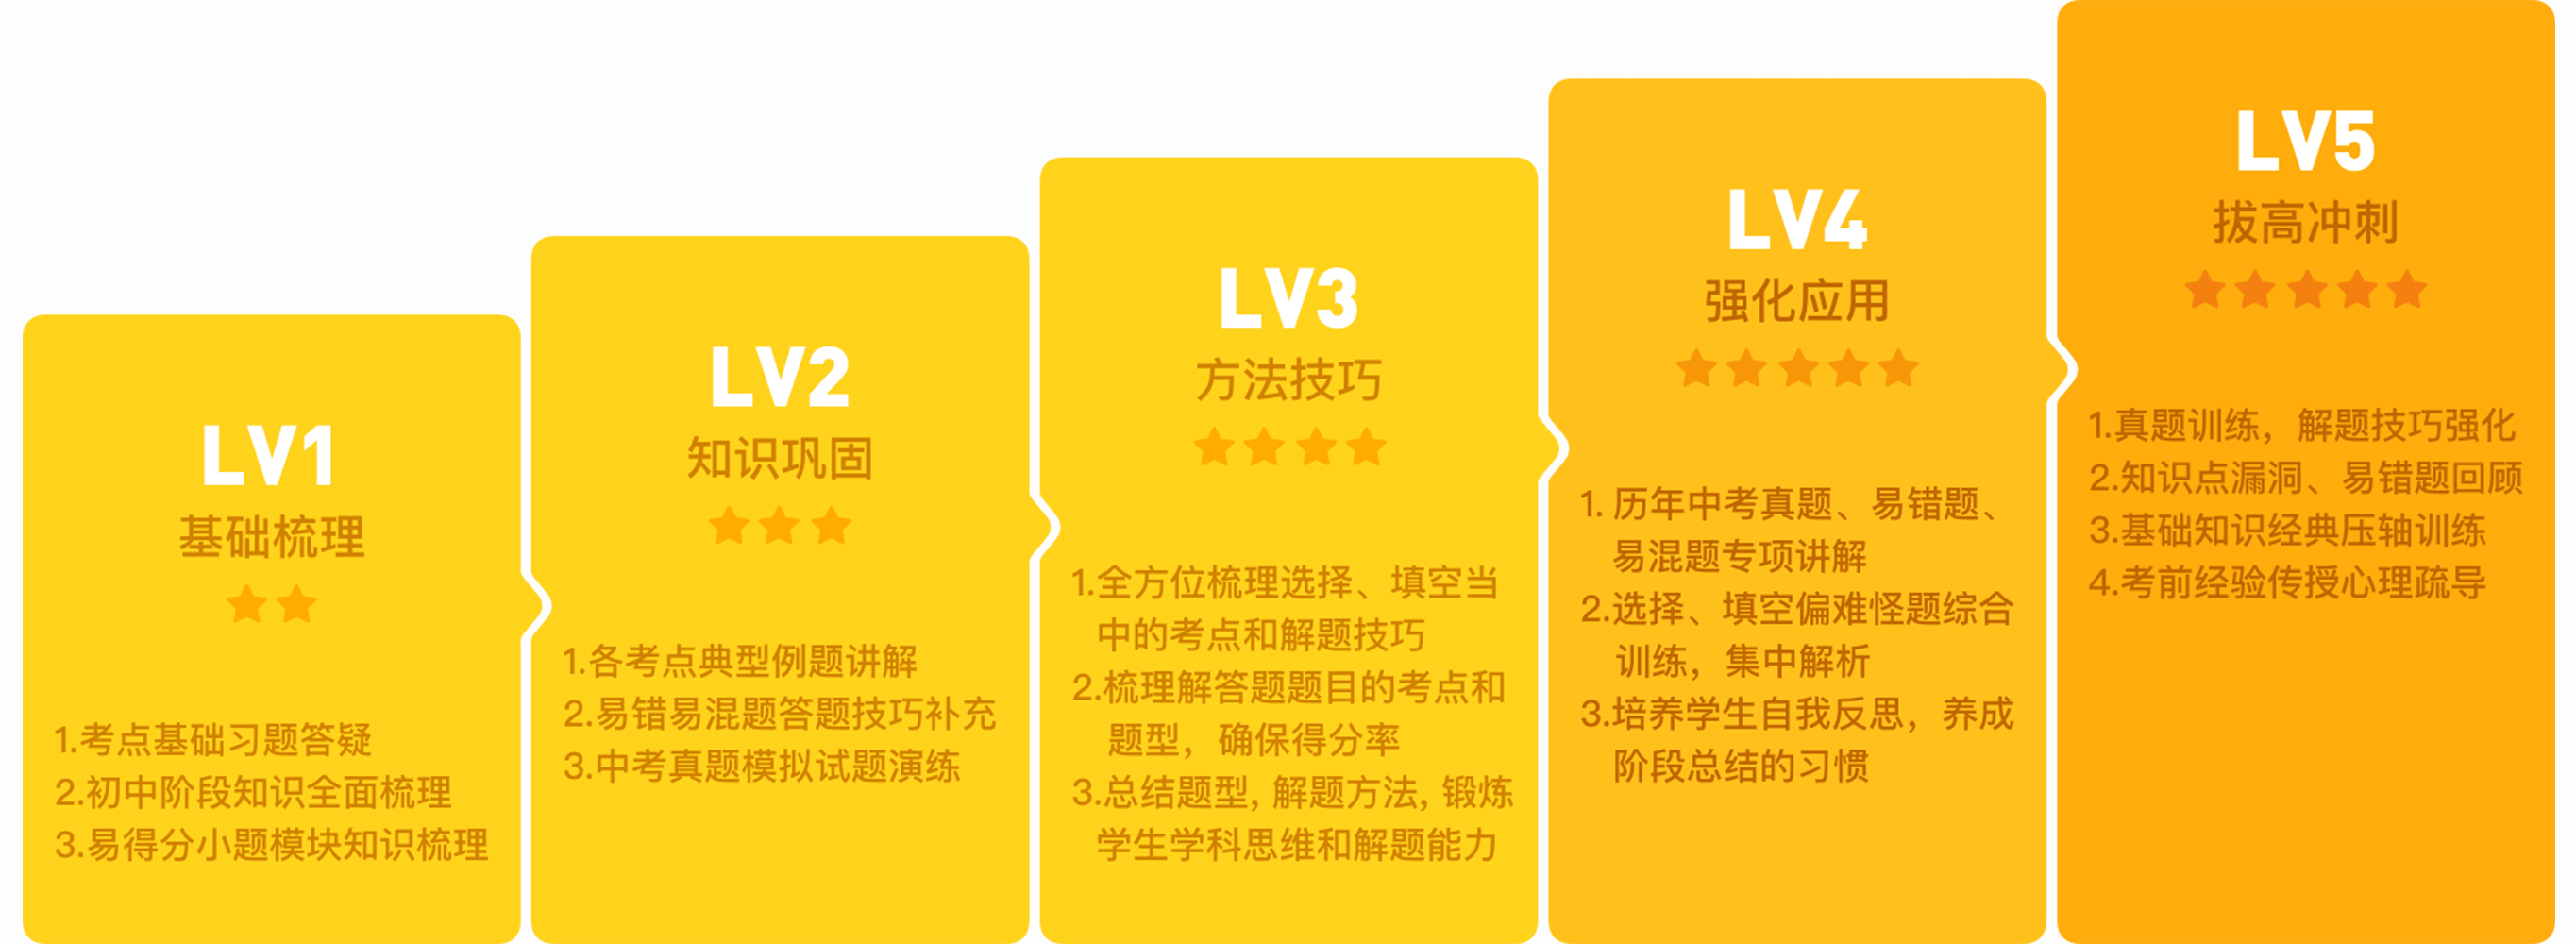 LV1
基础梳理
1.考点基础习题答疑
2.初中阶段知识全面梳理
3.易得分小题模块知识梳理
LV2
知识巩固
1.各考点典型例题讲解
2.易错易混题答题技巧补充
3.中考真题模拟试题演练
LV3
方法技巧
1.全方位梳理选择、填空当
中的考点和解题技巧
2.梳理解答题题目的考点和
题型，确保得分率
3.总结题型, 解题方法, 锻炼
学生学科思维和解题能力
LV4
强化应用
1. 历年中考真题、易错题、
易混题专项讲解
2.选择、填空偏难怪题综合
训练，集中解析
3.培养学生自我反思，养成
阶段总结的习惯
LV5
拔高冲刺
1.真题训练，解题技巧强化
2.知识点漏洞、易错题回顾
3.基础知识经典压轴训练
4.考前经验传授心理疏导